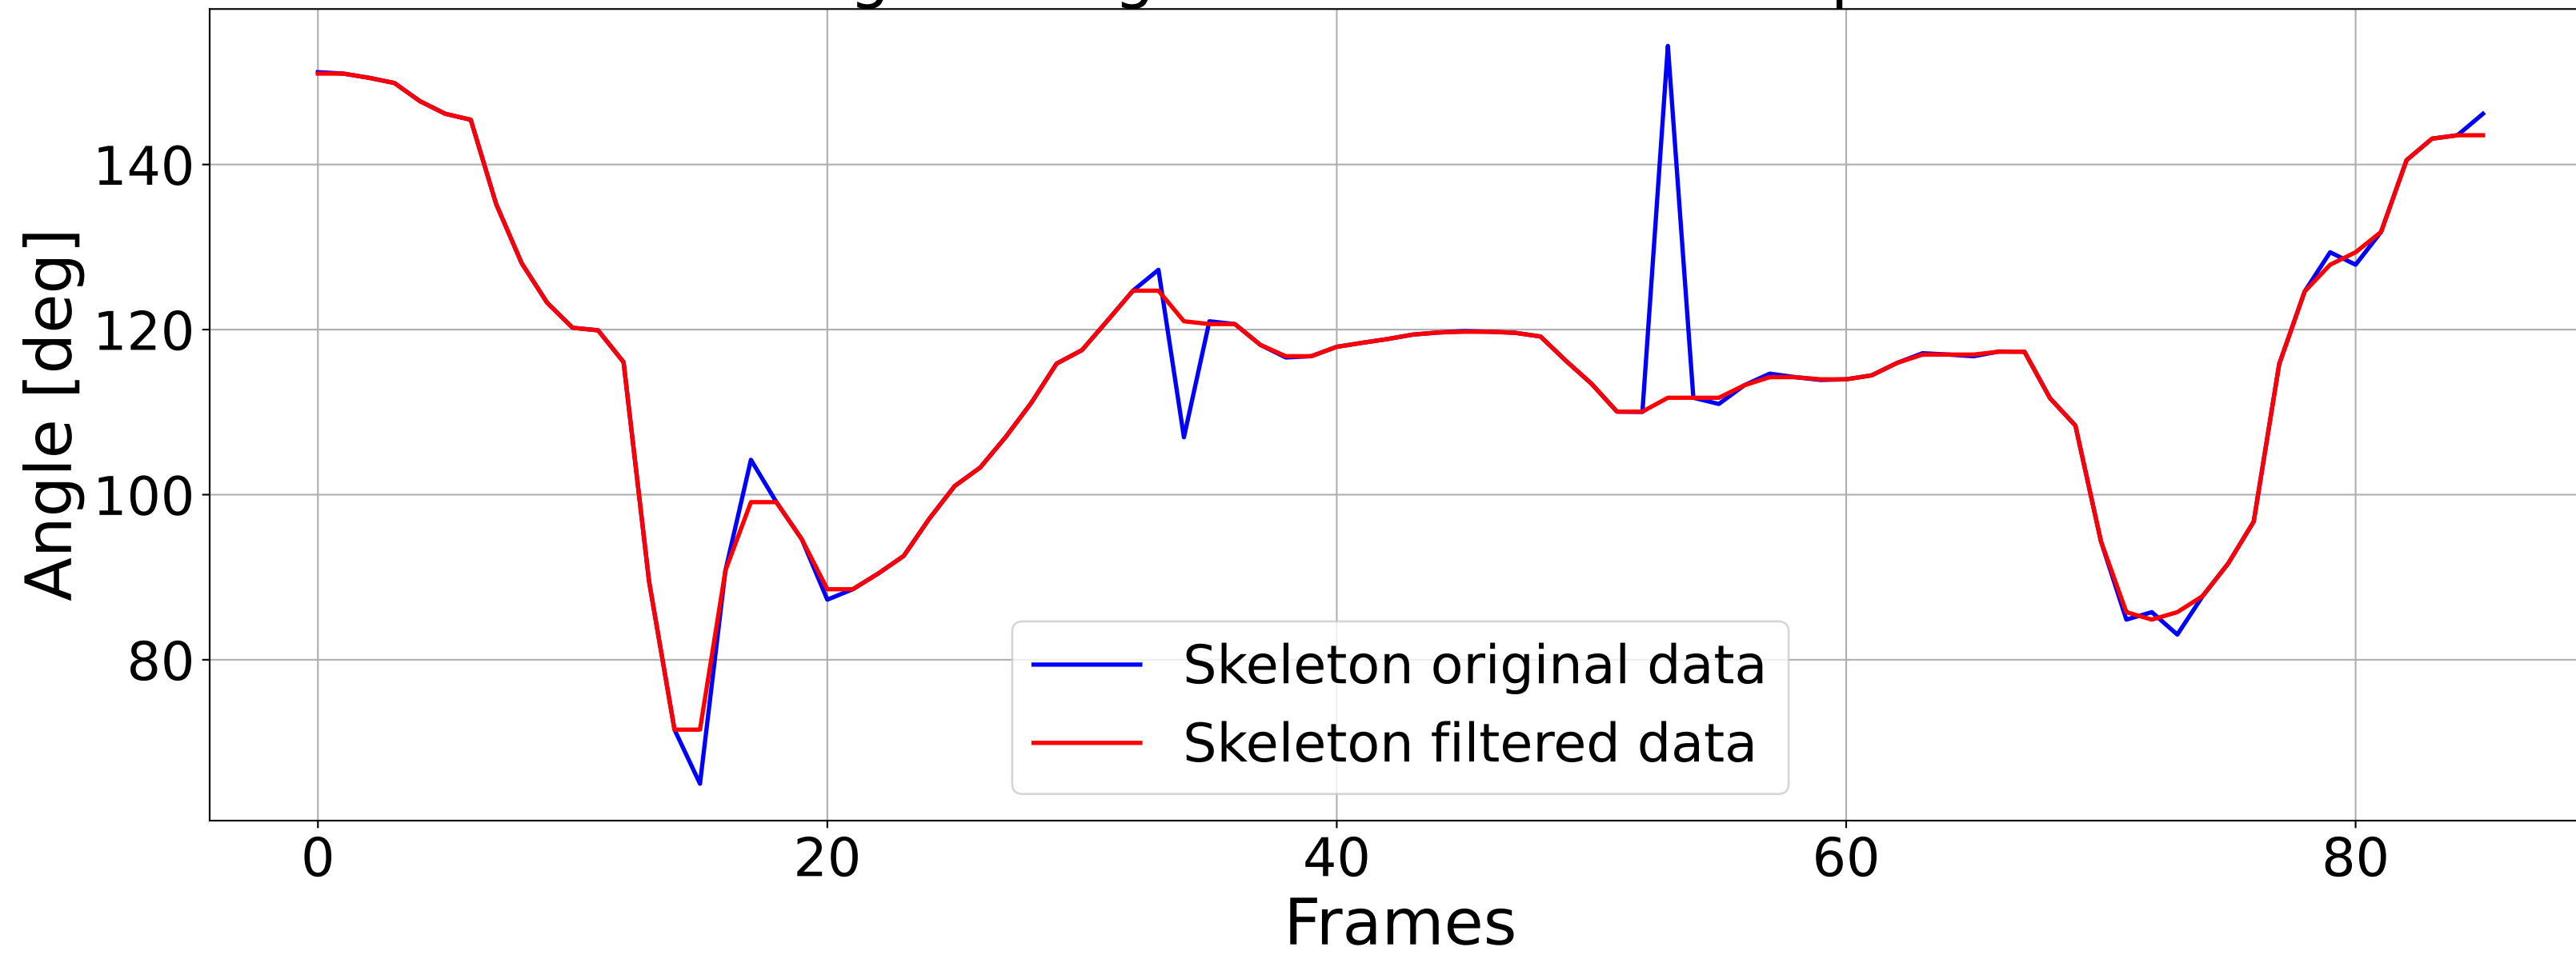 Angle [deg]
140
120
100
80
0 20 40 60 80
Frames
Skeleton original data
Skeleton filtered data